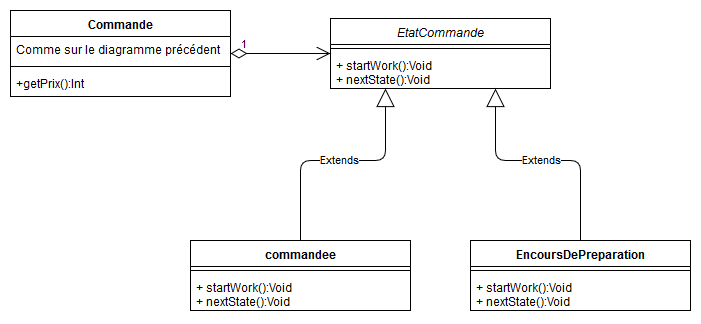 Commande
Comme sur le diagramme précédent
+getPrix():Int
1
EtatCommande
+ startWork():Void
+ nextState():Void
Extends
Extends
commandee
+ startWork():Void
+ nextState():Void
EncoursDePreparation
+ startWork():Void
+ nextState():Void